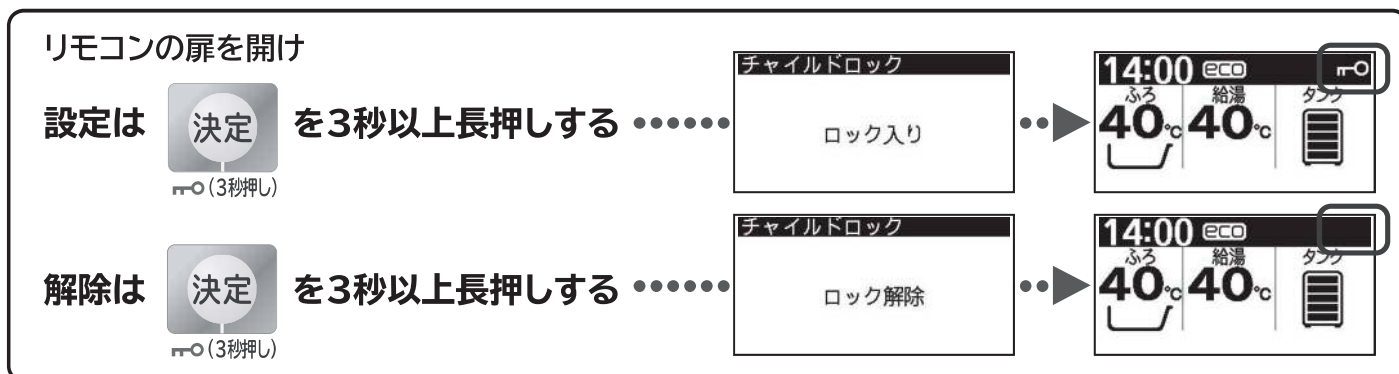 リモコンの扉を開け
設定は 決定 を3秒以上長押しする
(3秒押し)
チャイルドロック
ロック入り
14:00 eco
ふろ 給湯 タンク
40℃ 40℃
解除は 決定 を3秒以上長押しする
(3秒押し)
チャイルドロック
ロック解除
14:00 eco
ふろ 給湯 タンク
40℃ 40℃